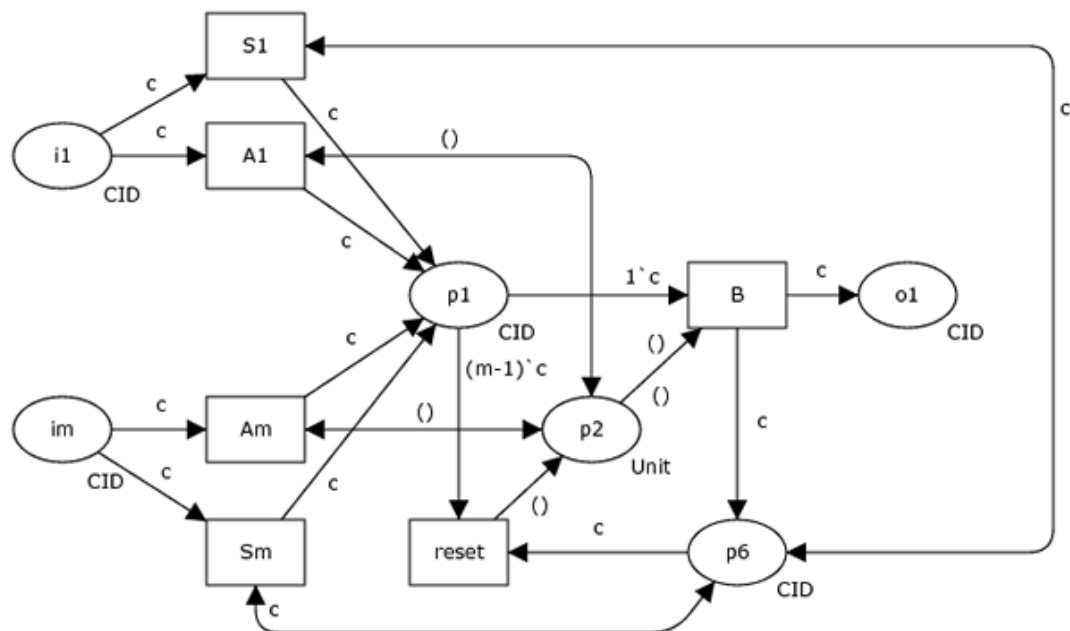 S1
c
c
c
c
i1
A1
()
CID
c
p1
1`c
B
c
o1
CID
CID
()
(m-1)`c
c
()
im
c
Am
()
p2
c
CID
c
Unit
c
()
Sm
reset
c
p6
CID
c